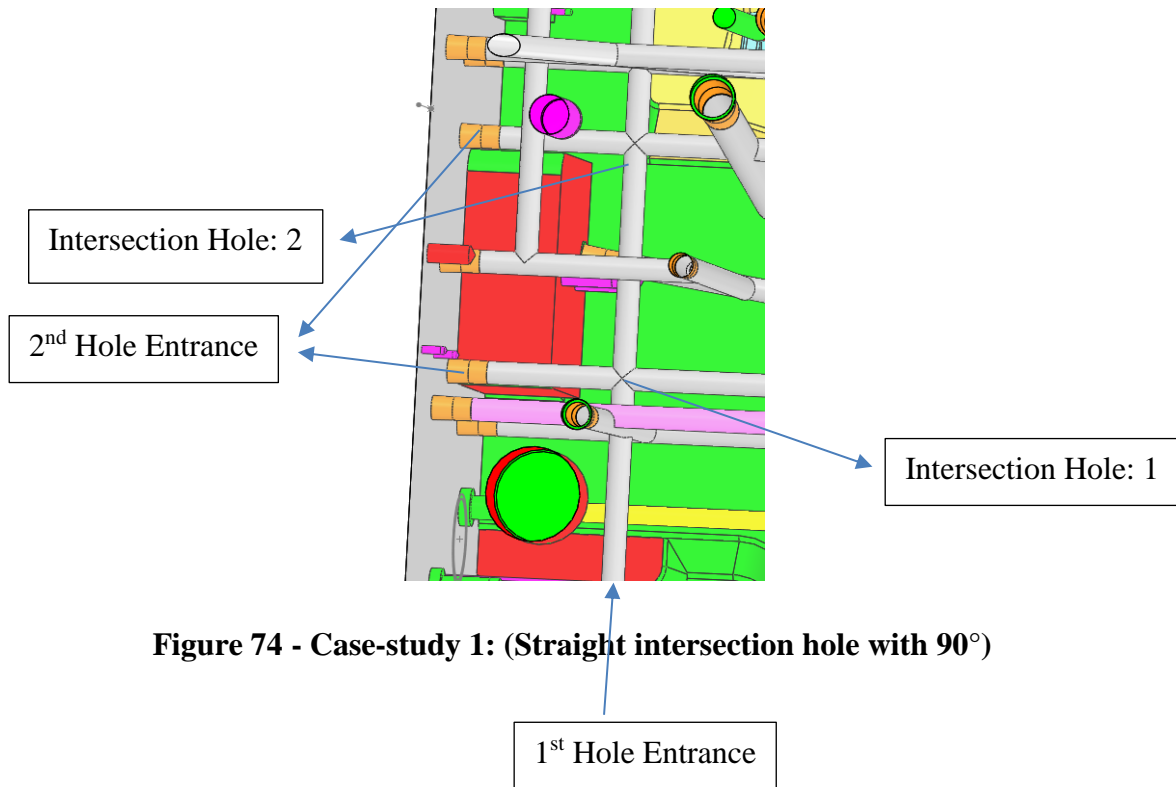 Intersection Hole: 2
2nd Hole Entrance
Intersection Hole: 1
Figure 74 - Case-study 1: (Straight intersection hole with 90°)
1st Hole Entrance